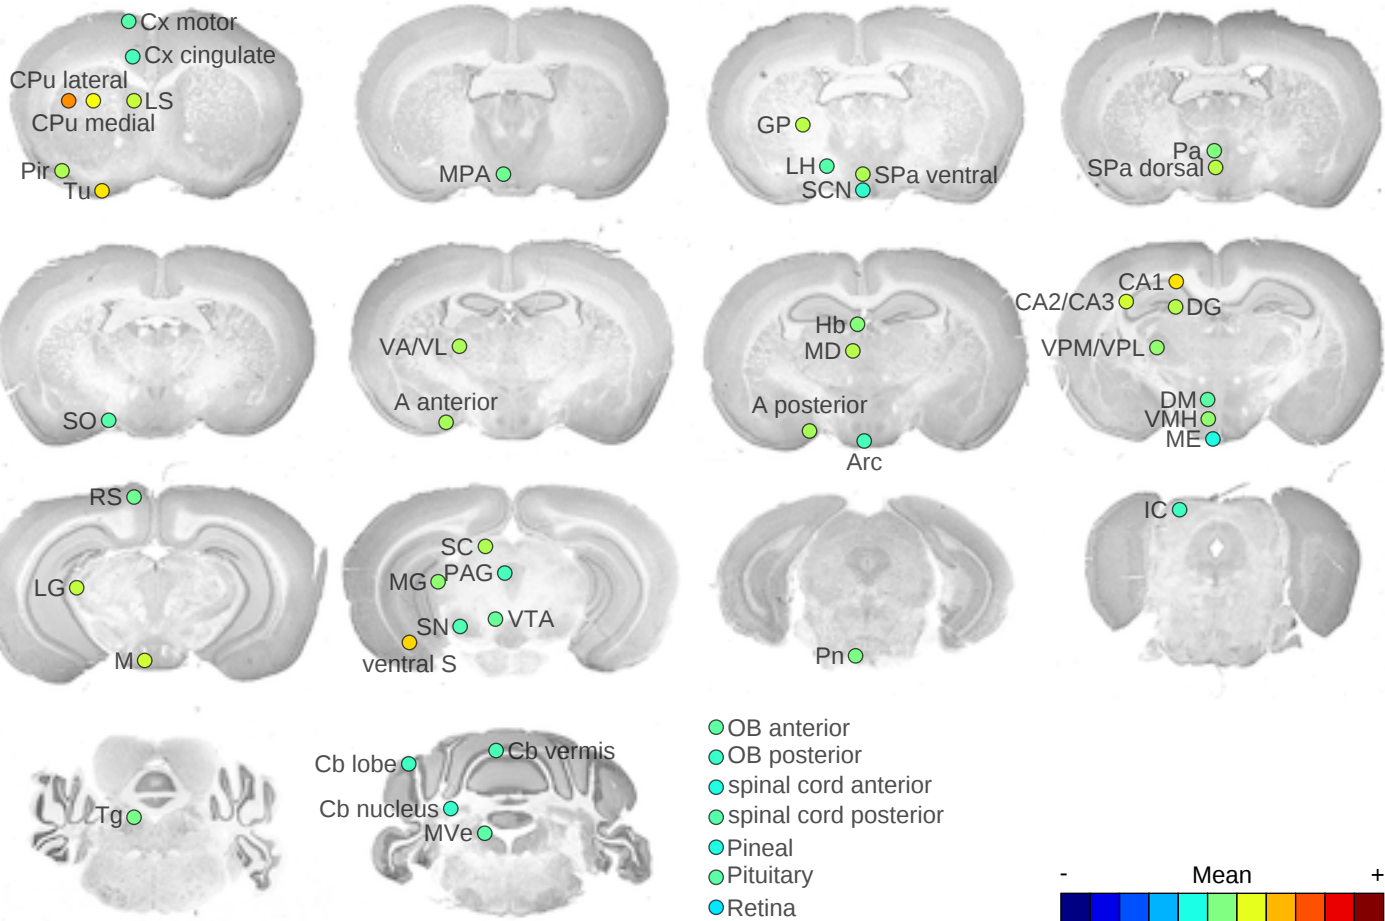 Cx motor
Cx cingulate
CPu lateral
LS
CPu medial
Pir
Tu
MPA
GP
LH
SPa ventral
SCN
Pa
SPa dorsal
SO
VA/VL
A anterior
Hb
MD
A posterior
Arc
CA1
CA2/CA3
DG
VPM/VPL
DM
VMH
ME
RS
LG
M
SC
MG
PAG
SN
VTA
ventral S
Pn
IC
Tg
Cb lobe
Cb vermis
Cb nucleus
MVe
OB anterior
OB posterior
spinal cord anterior
spinal cord posterior
Pineal
Pituitary
Retina
- Mean +